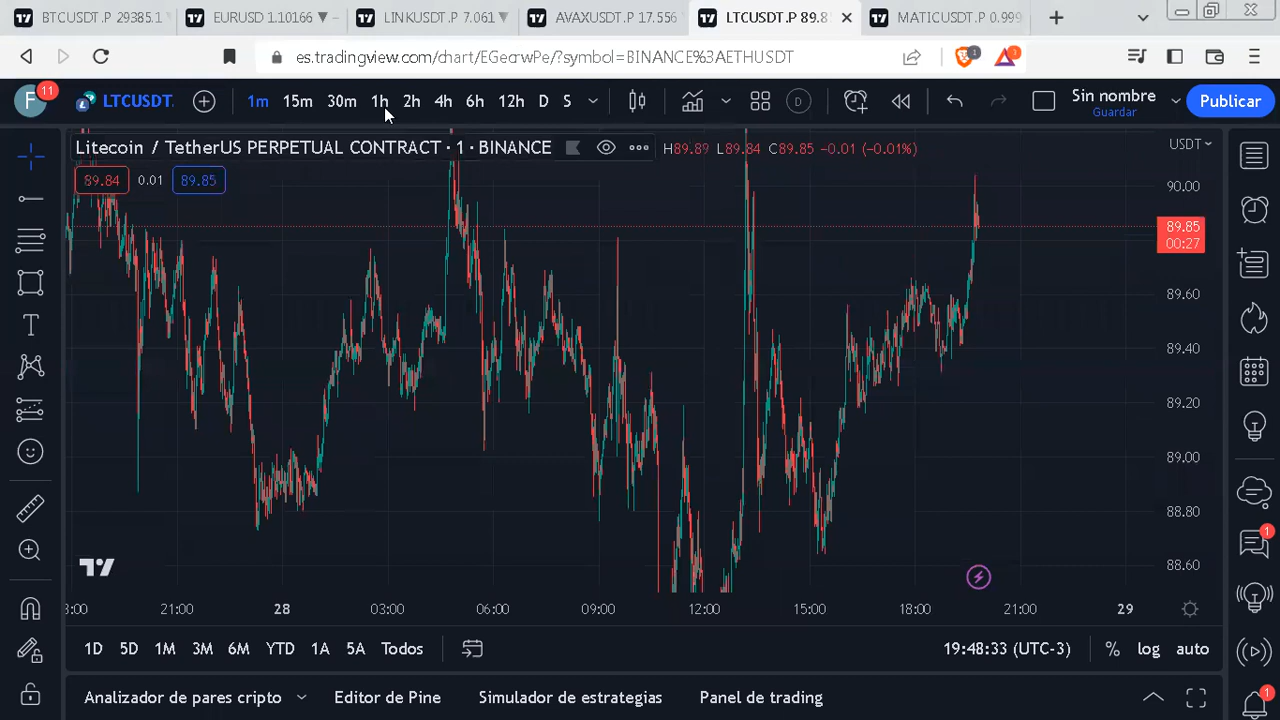 BTCUSDT.P 29385.1
EURUSD 1.10166
LINKUSDT.P 7.061
AVAXUSDT.P 17.556
LTCUSDT.P 89.8
MATICUSDT.P 0.999
es.tradingview.com/chart/EGecrwPs/?symbol=BINANCE%3AETHUSDT
1
2
F
11
LTCUSDT.
1m
15m
30m
1h
2h
4h
6h
12h
D
S
D
Sin nombre
Guardar
Publicar
Litecoin / TetherUS PERPETUAL CONTRACT · 1 · BINANCE
H89.89 L89.84 C89.85 −0.01 (−0.01%)
USDT
89.84
0.01
89.85
90.00
89.85
00:27
89.60
89.40
89.20
89.00
88.80
88.60
21:00
28
03:00
06:00
09:00
12:00
15:00
18:00
21:00
29
1D
5D
1M
3M
6M
YTD
1A
5A
Todos
19:48:33 (UTC-3)
%
log
auto
Analizador de pares cripto
Editor de Pine
Simulador de estrategias
Panel de trading
1
1